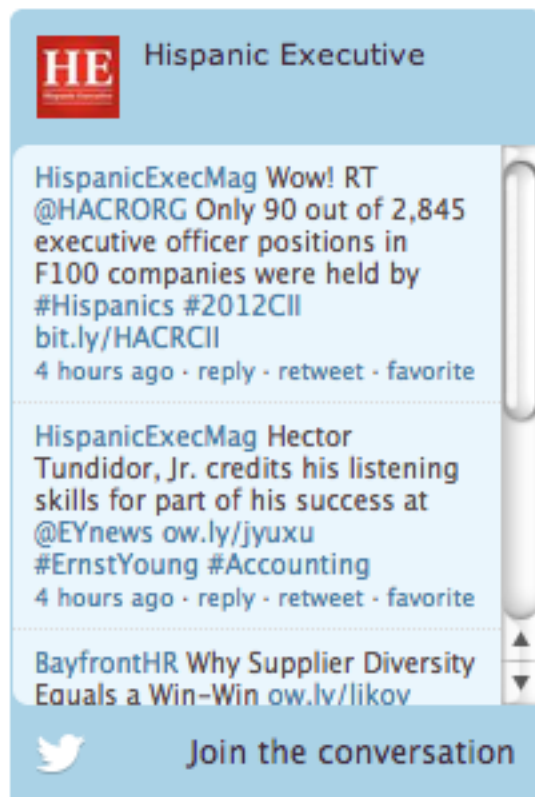 HE
Hispanic Executive
Hispanic Executive
HispanicExecMag Wow! RT
@HACRORG Only 90 out of 2,845
executive officer positions in
F100 companies were held by
#Hispanics #2012CII
bit.ly/HACRCII
4 hours ago · reply · retweet · favorite
HispanicExecMag Hector
Tundidor, Jr. credits his listening
skills for part of his success at
@EYnews ow.ly/jyuxu
#ErnstYoung #Accounting
4 hours ago · reply · retweet · favorite
BayfrontHR Why Supplier Diversity
Equals a Win-Win ow.ly/likov
Join the conversation